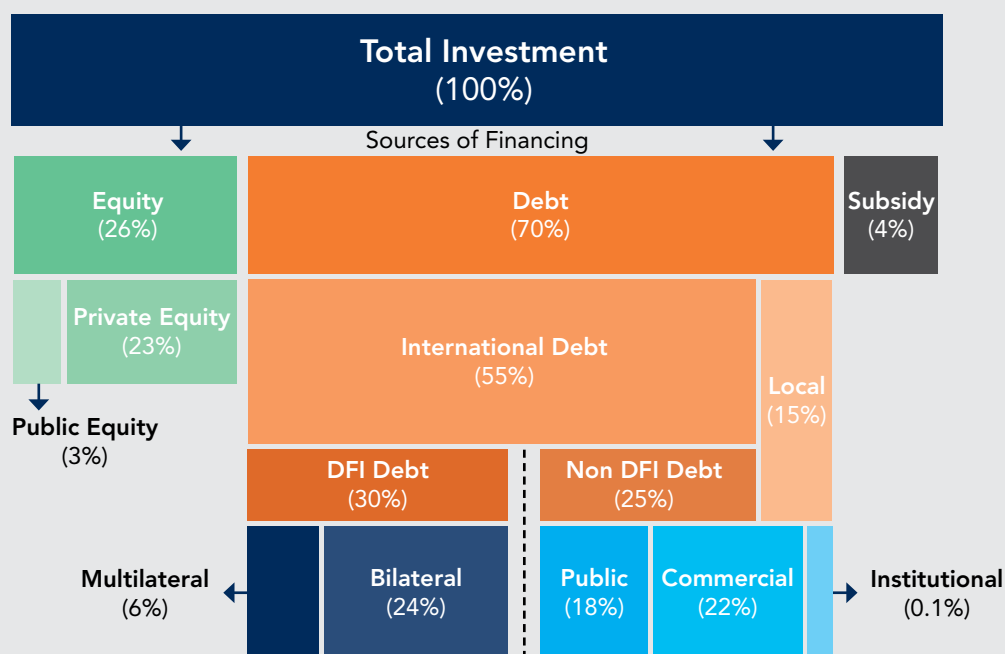 Total Investment
(100%)
Sources of Financing
Equity
(26%)
Debt
(70%)
Subsidy
(4%)
Private Equity
(23%)
International Debt
(55%)
Local
(15%)
Public Equity
(3%)
DFI Debt
(30%)
Non DFI Debt
(25%)
Multilateral
(6%)
Bilateral
(24%)
Public
(18%)
Commercial
(22%)
Institutional
(0.1%)